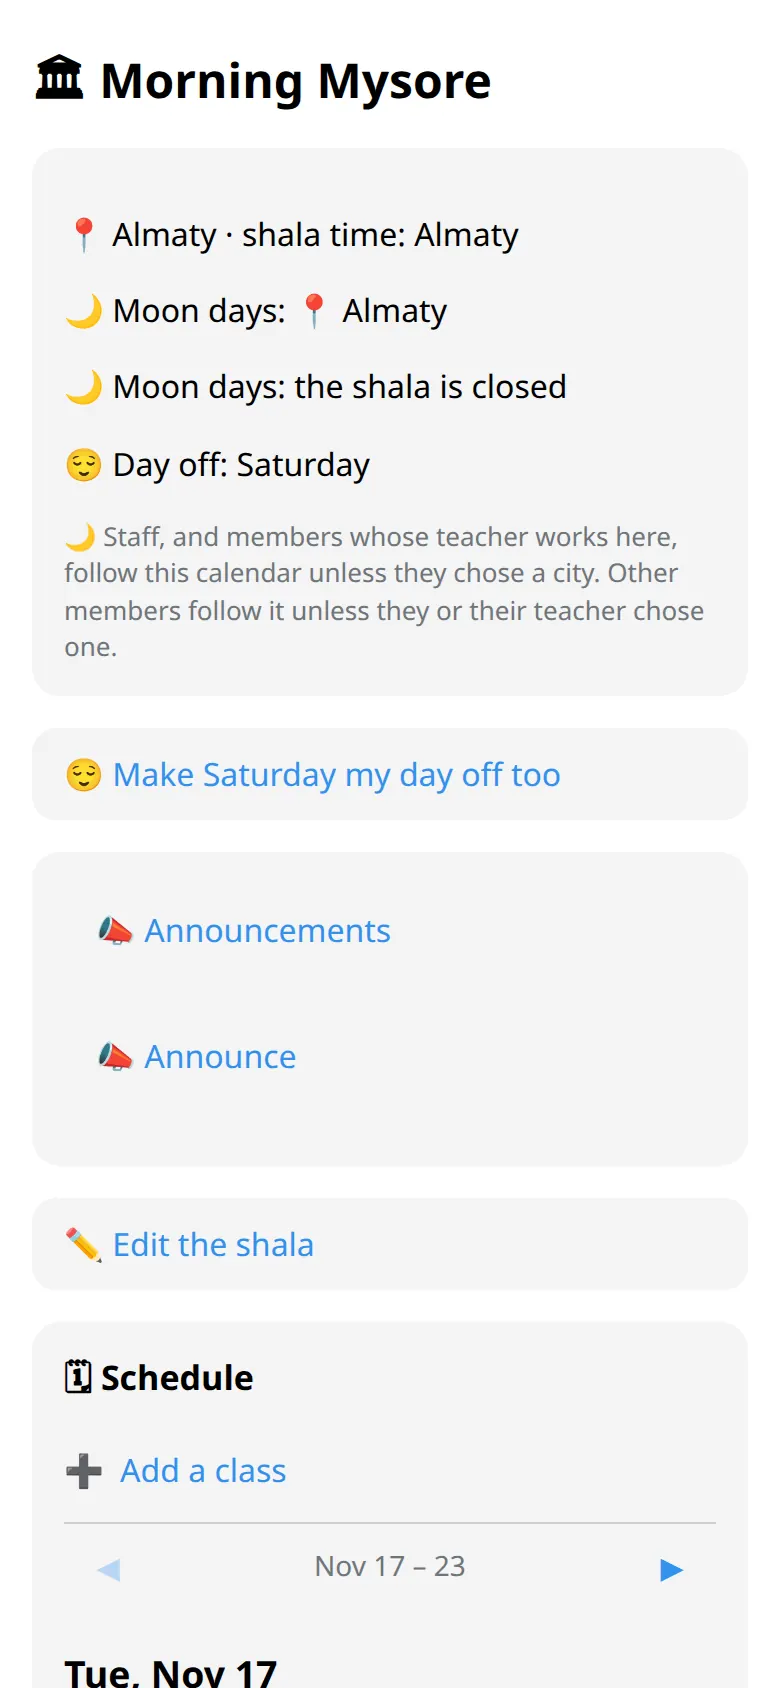 🏛 Morning Mysore
📍 Almaty · shala time: Almaty
🌙 Moon days: 📍 Almaty
🌙 Moon days: the shala is closed
😌 Day off: Saturday
🌙 Staff, and members whose teacher works here,
follow this calendar unless they chose a city. Other
members follow it unless they or their teacher chose
one.
😌 Make Saturday my day off too
📣 Announcements
📣 Announce
✏️ Edit the shala
🗓 Schedule
➕ Add a class
◀ Nov 17 – 23 ▶
Tue, Nov 17